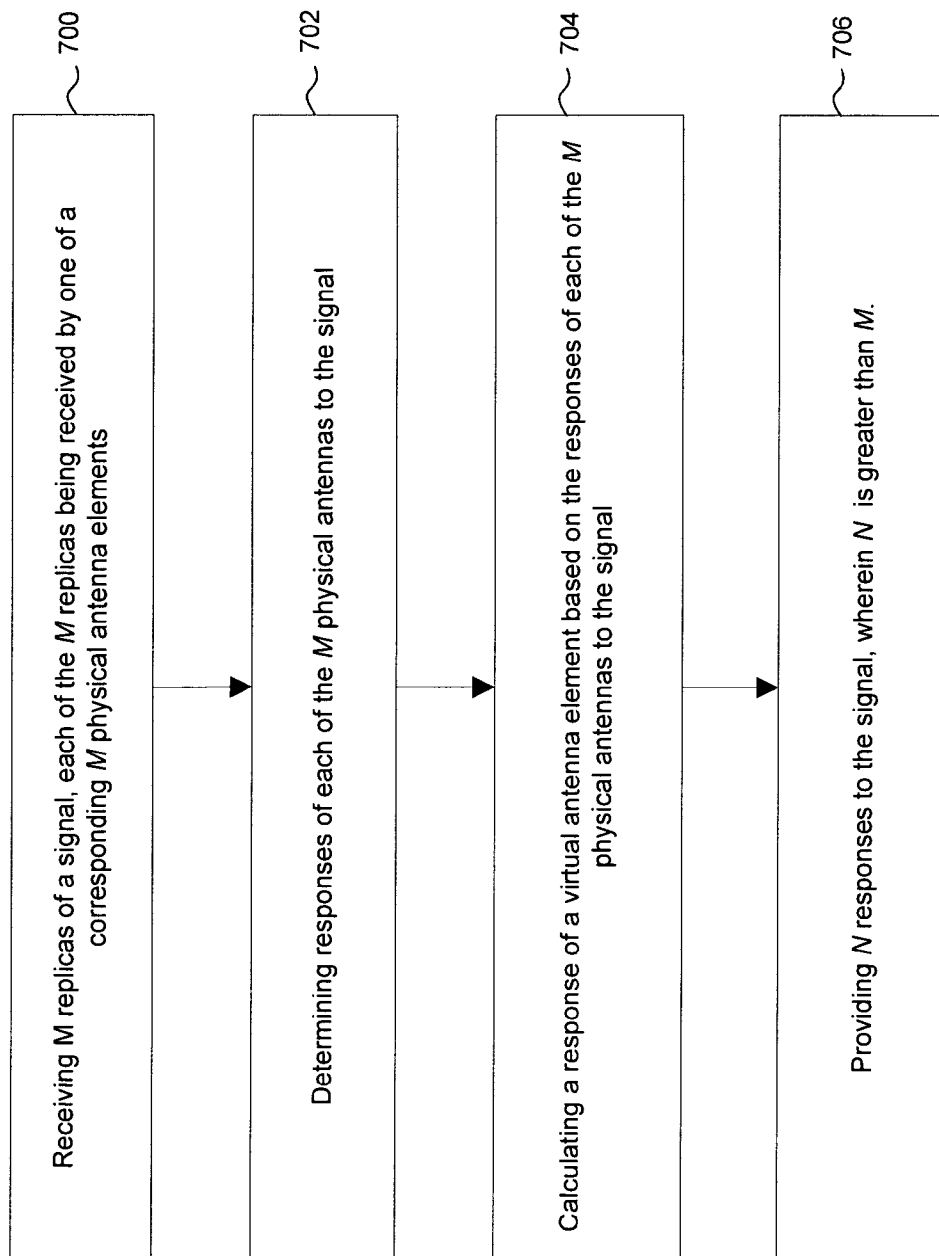 Receiving M replicas of a signal, each of the M replicas being received by one of a
corresponding M physical antenna elements
700
Determining responses of each of the M physical antennas to the signal
702
Calculating a response of a virtual antenna element based on the responses of each of the M
physical antennas to the signal
704
Providing N responses to the signal, wherein N is greater than M.
706